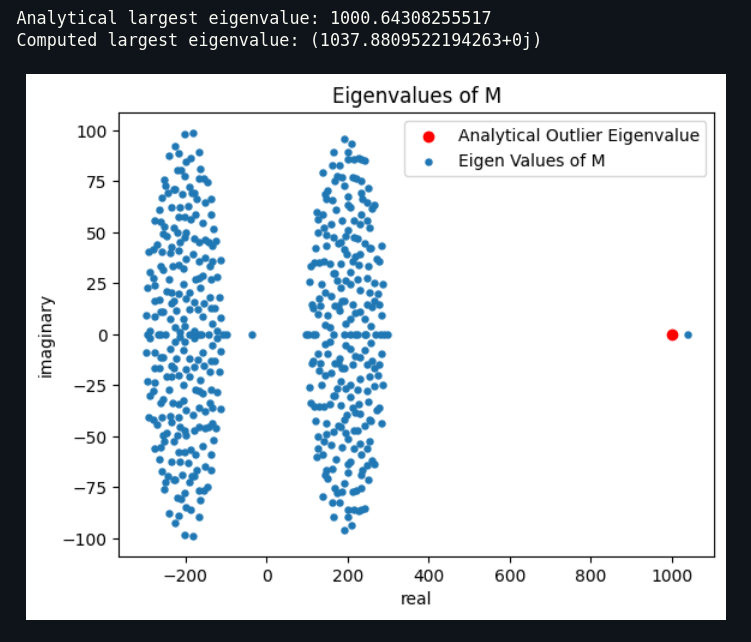 Analytical largest eigenvalue: 1000.64308255517
Computed largest eigenvalue: (1037.8809522194263+0j)
Eigenvalues of M
Analytical Outlier Eigenvalue
Eigen Values of M
100
75
50
25
0
−25
−50
−75
−100
imaginary
−200
0
200
400
600
800
1000
real